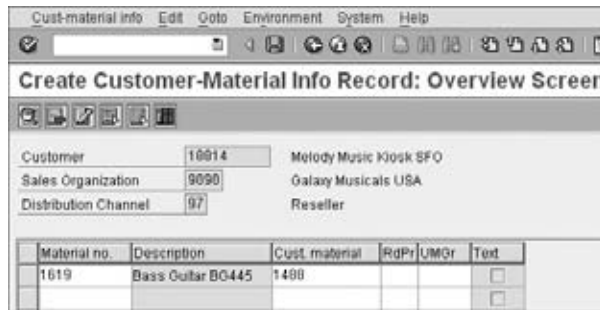 Cust-material info Edit Goto Environment System Help
Create Customer-Material Info Record: Overview Screen
Customer 10014 Melody Music Kiosk SFO
Sales Organization 9090 Galaxy Musicals USA
Distribution Channel 97 Reseller
Material no. Description Cust. material RdPr UMGr Text
1619 Bass Guitar BG445 1400